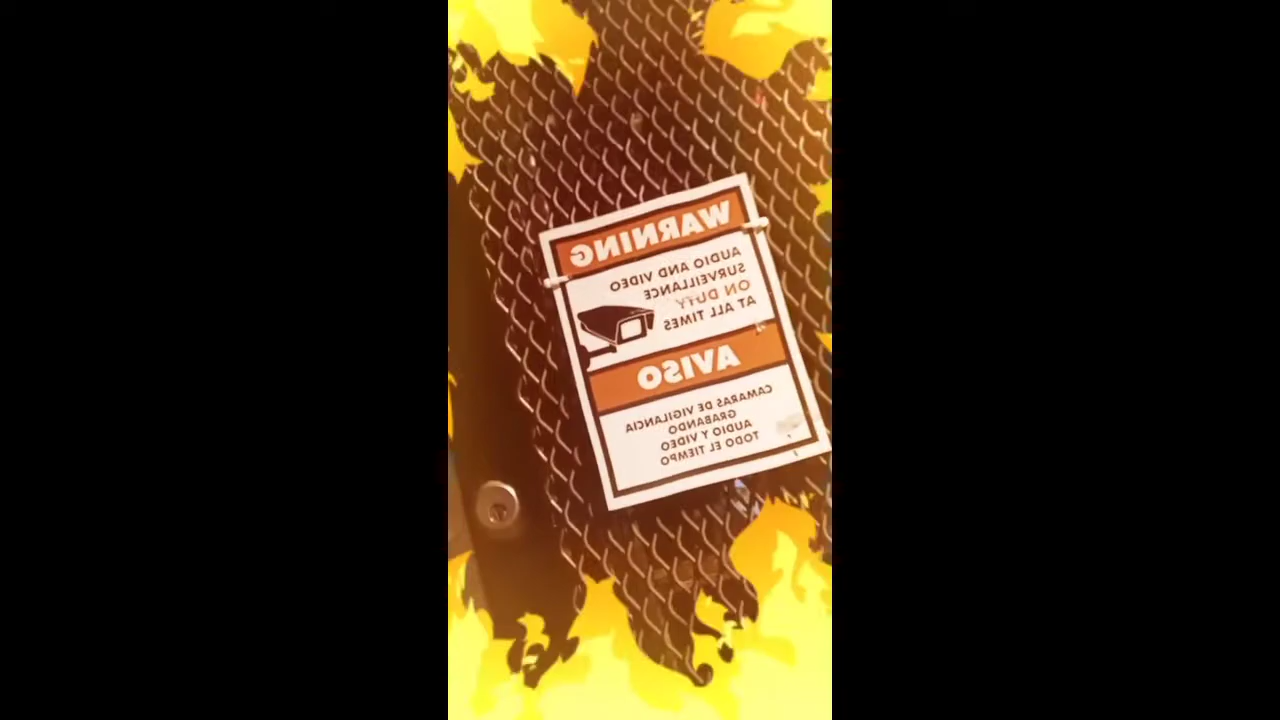 WARNING
AUDIO AND VIDEO
SURVEILLANCE
ON DUTY
AT ALL TIMES
AVISO
CAMARAS DE VIGILANCIA
GRABANDO
AUDIO Y VIDEO
TODO EL TIEMPO